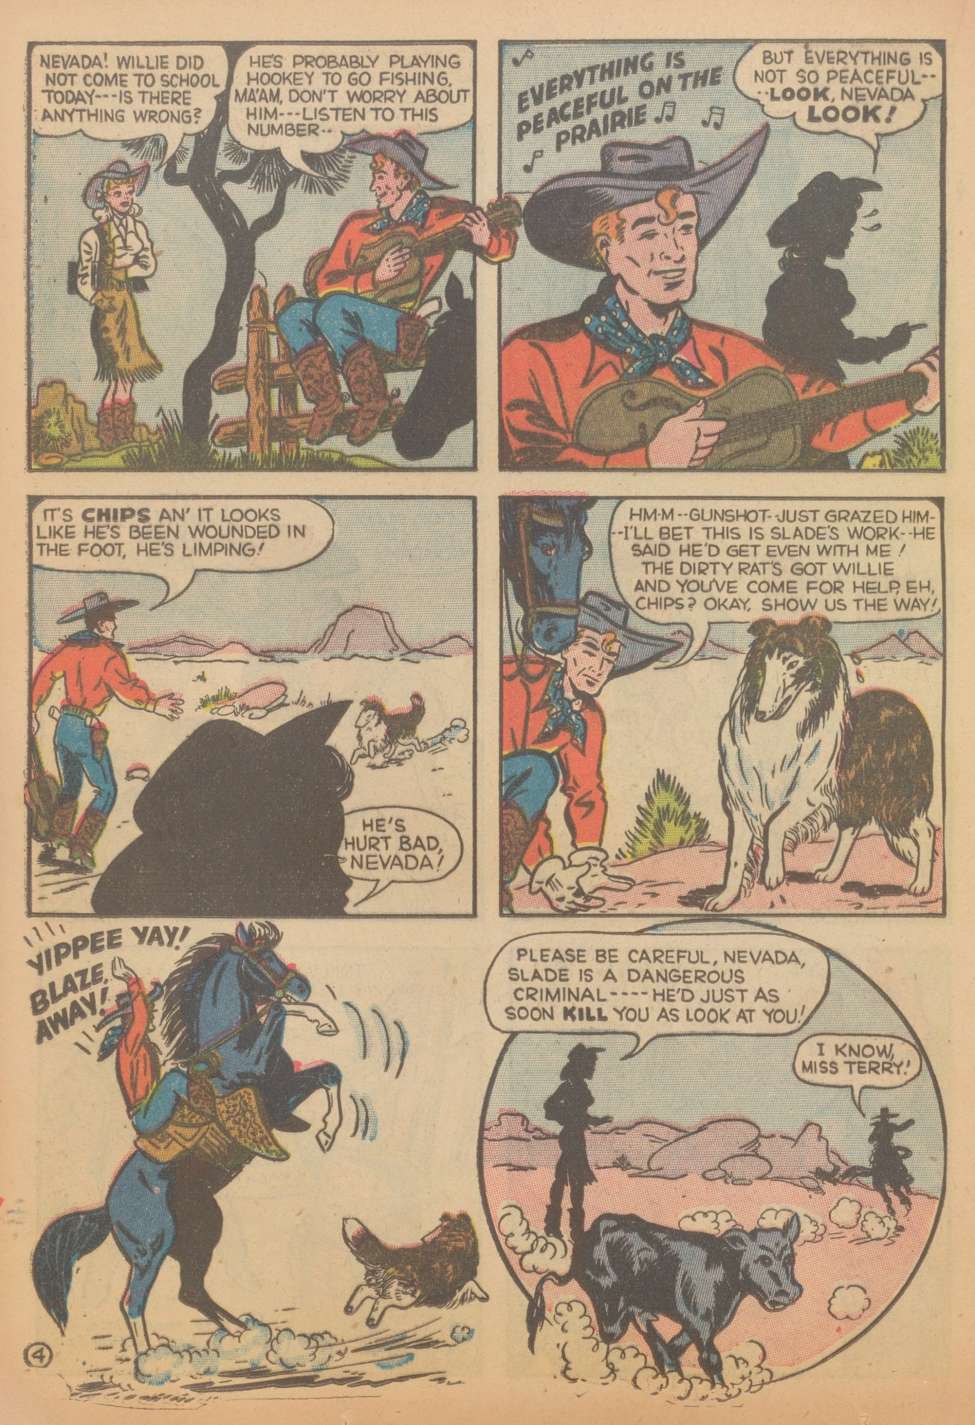 NEVADA! WILLIE DID
NOT COME TO SCHOOL
TODAY---IS THERE
ANYTHING WRONG?
HE'S PROBABLY PLAYING
HOOKEY TO GO FISHING,
MA'AM, DON'T WORRY ABOUT
HIM---LISTEN TO THIS
NUMBER--
EVERYTHING IS
PEACEFUL ON THE
PRAIRIE
BUT EVERYTHING IS
NOT SO PEACEFUL--
--LOOK, NEVADA
LOOK!
IT'S CHIPS AN' IT LOOKS
LIKE HE'S BEEN WOUNDED IN
THE FOOT, HE'S LIMPING!
HE'S
HURT BAD,
NEVADA!
HM-M--GUNSHOT-JUST GRAZED HIM-
--I'LL BET THIS IS SLADE'S WORK--HE
SAID HE'D GET EVEN WITH ME!
THE DIRTY RAT'S GOT WILLIE
AND YOU'VE COME FOR HELP, EH,
CHIPS? OKAY, SHOW US THE WAY!
YIPPEE YAY!
BLAZE,
AWAY!
PLEASE BE CAREFUL, NEVADA,
SLADE IS A DANGEROUS
CRIMINAL----HE'D JUST AS
SOON KILL YOU AS LOOK AT YOU!
I KNOW,
MISS TERRY!
4